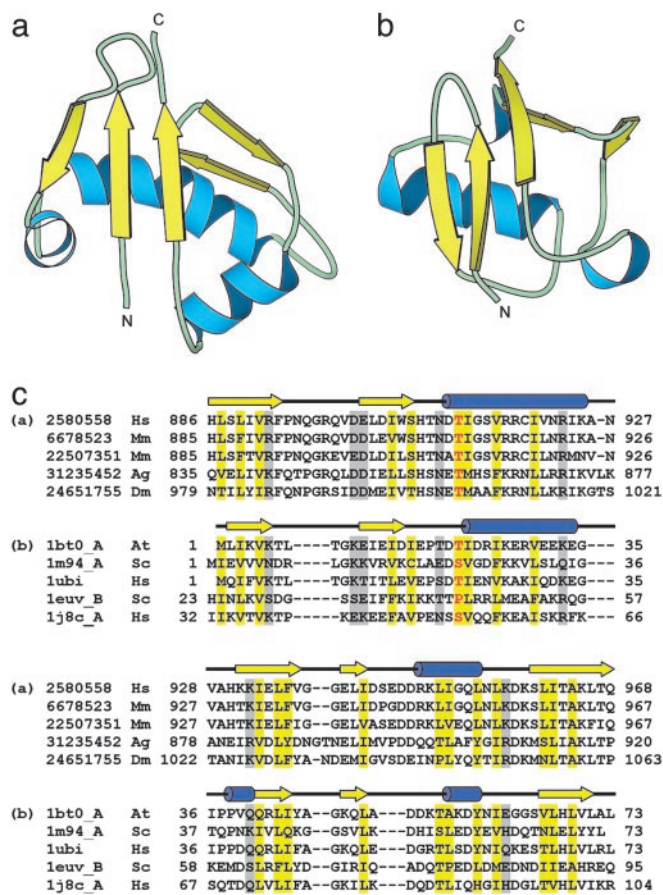 a
b
C
C
N
N
c
(a) 2580558 Hs 886 HLSLIVRFPNQGRQVDELDIWSHTNDTIGSVRRCIVNRIKA-N 927
6678523 Mm 885 HLSFIVRFPNQGRQVDDLEVWSHTNDTIGSVRRCILNRIKA-N 926
22507351 Mm 885 HLSFTVRFPNQGKEVEDLDILSHTNATIGSVRRCILNRMNV-N 926
31235452 Ag 835 QVELIVKFQTPGRQLDDIELLSHSNETMHSFKRNLLRRIKVLK 877
24651755 Dm 979 NTILYIRFQNPGRSIDDMEIVTHSNETMAAFKRNLLKRIKGTS 1021
(b) 1bt0_A At 1 MLIKVKTL----TGKEIEIDIEPTDTIDRIKERVEEKEG--- 35
1m94_A Sc 1 MIEVVVNDR--LGKKVRVKCLAEDSVGDFKKVLSLQIG--- 36
1ubi Hs 1 MQIFVKTL----TGKTITLEVEPSDTIENVKAKIQDKEG--- 35
1euv_B Sc 23 HINLKVSDG----SSEIFFKIKKTTPLRRLMEAFAKRQG--- 57
1j8c_A Hs 32 IIKVTVKTP----KEKEEFAVPENSSVQQFKEAISKRF--- 66
(a) 2580558 Hs 928 VAHKKIELFVG--GELIDSEDDRKLIGQLNLKDKSLITAKLTQ 968
6678523 Mm 927 VAHTKIELFIG--GELIDPGDDRKLIGQLNLKDKSLITAKLTQ 967
22507351 Mm 927 VAHTKIELFIG--GELVASEDDRKLVEQLNLKDKSLITAKFIQ 967
31235452 Ag 878 ANEIRVDLYDNGTNELIMVPDDQQTLAFYGIRDKMSLIAKLTP 920
24651755 Dm 1022 TANIKVDLFYA-NDEMIGVSDEINPLYQYTIRDKMNLTAKLTP 1063
(b) 1bt0_A At 36 IPPVQQRLIYA--GKQLA--DDKTAKDYNIEGGSVLHLVLAL 73
1m94_A Sc 37 TQPNKIVLQKG--GSVLK--DHISLEDYEVHDQTNLELYYL 73
1ubi Hs 36 IPPDQQRLIFA--GKQLE--DGRTLSDYNIQKESTLHLVLRL 73
1euv_B Sc 58 KEMDSLRFLYD--GIRIQ--ADQTPEDLDMEDNDIIEAHREQ 95
1j8c_A Hs 67 SQTDQLVLIFA--GKILK--DQDTLIQHGIHDGLTVHLVIKR 104